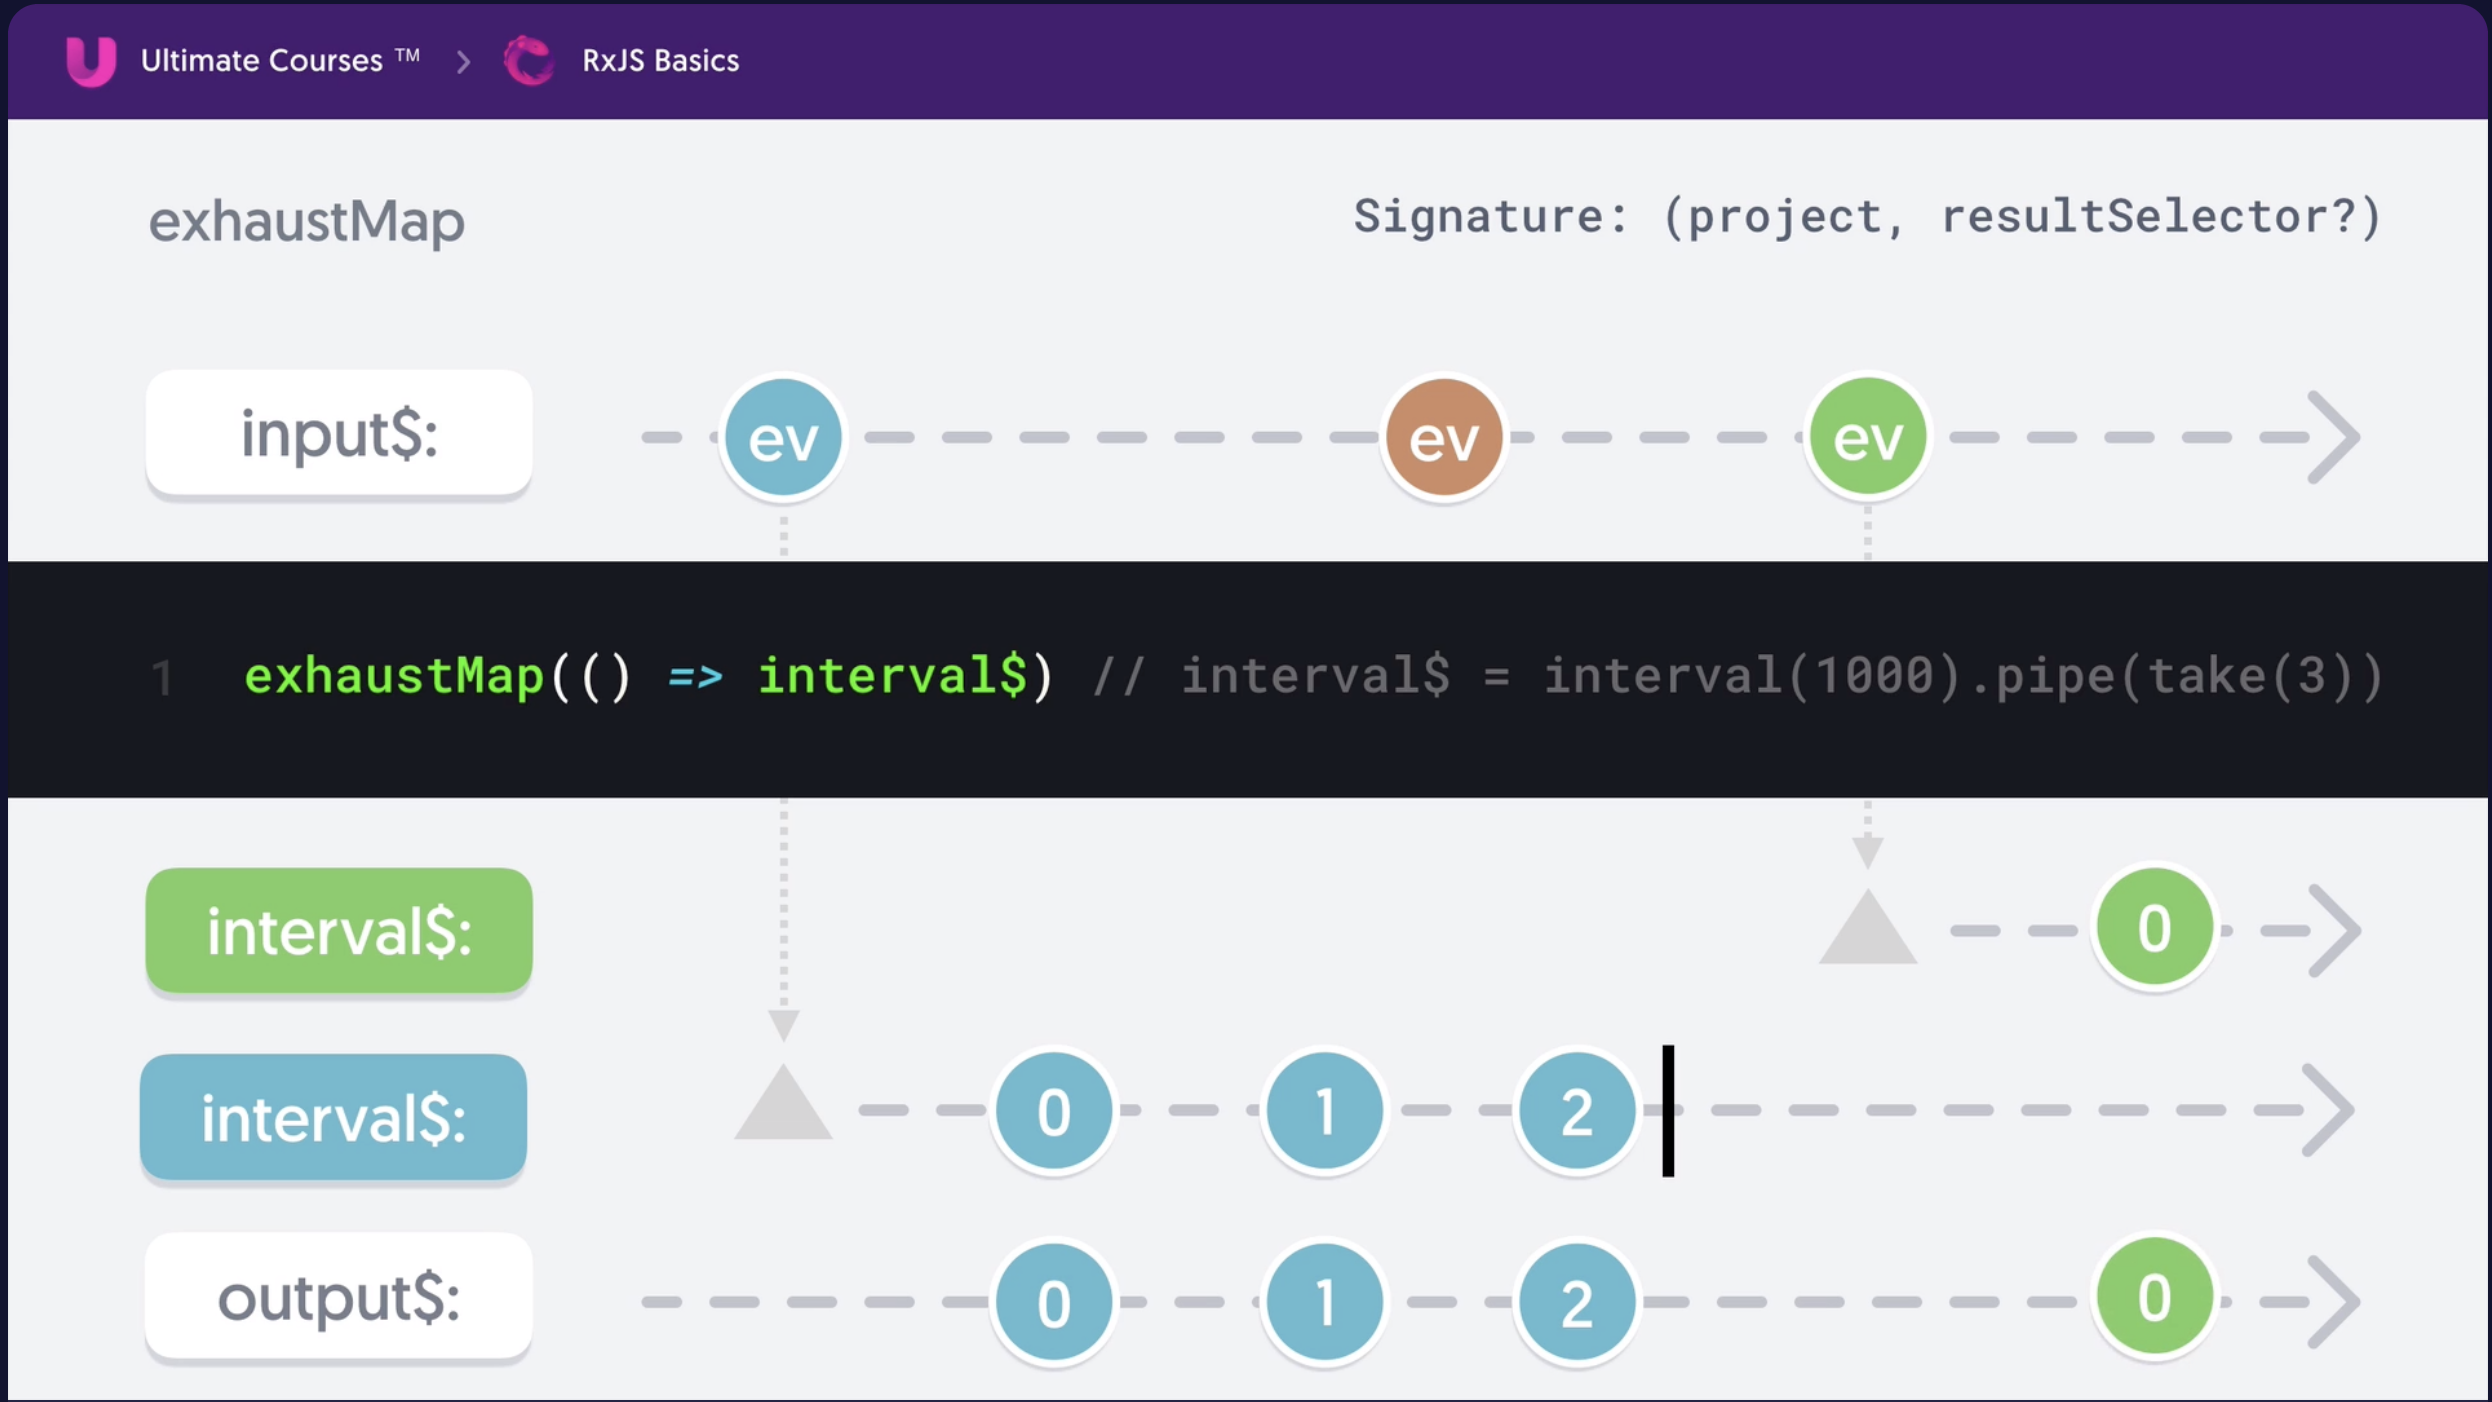 Ultimate Courses ™ > RxJS Basics
exhaustMap Signature: (project, resultSelector?)
input$: ev ev ev
1 exhaustMap(() => interval$) // interval$ = interval(1000).pipe(take(3))
interval$: 0
interval$: 0 1 2
output$: 0 1 2 0